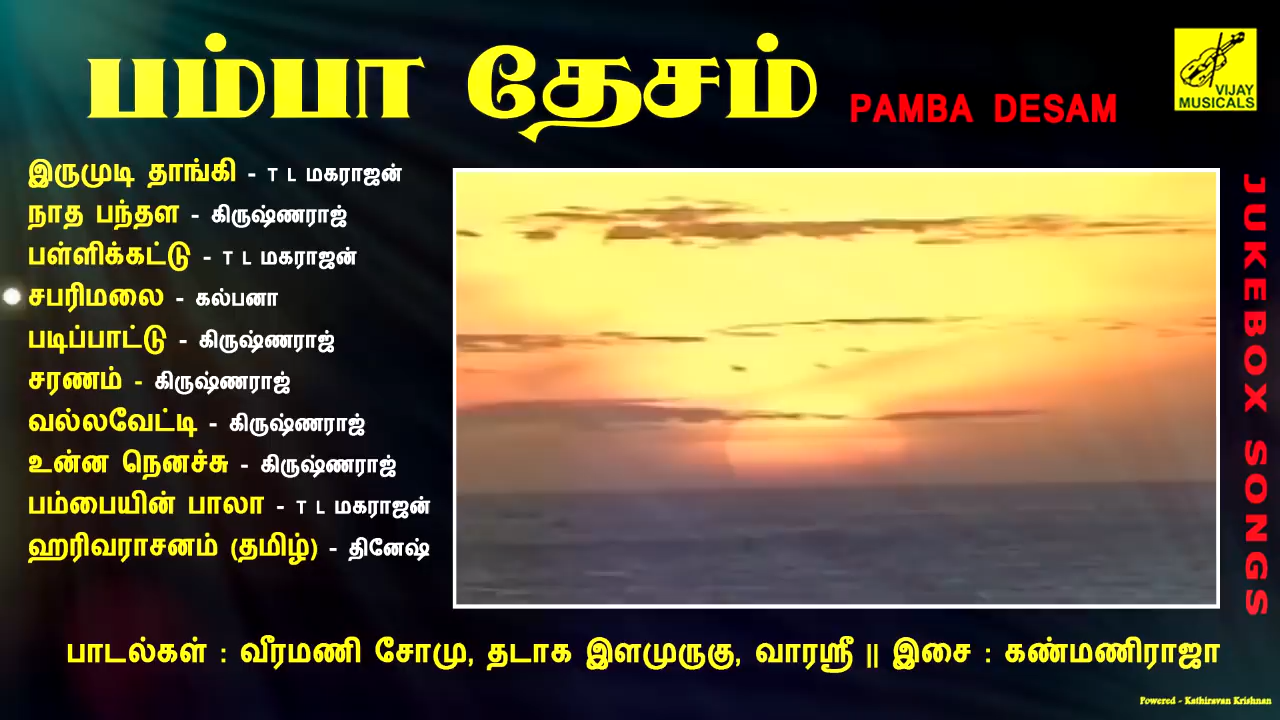 பம்பா தேசம் PAMBA DESAM
VIJAY
MUSICALS
இருமுடி தாங்கி - T L மகராஜன்
நாத பந்தள - கிருஷ்ணராஜ்
பள்ளிக்கட்டு - T L மகராஜன்
சபரிமலை - கல்பனா
படிப்பாட்டு - கிருஷ்ணராஜ்
சரணம் - கிருஷ்ணராஜ்
வல்லவேட்டி - கிருஷ்ணராஜ்
உன்ன நெனச்சு - கிருஷ்ணராஜ்
பம்பையின் பாலா - T L மகராஜன்
ஹரிவராசனம் (தமிழ்) - தினேஷ்
JUKEBOX SONGS
பாடல்கள் : வீரமணி சோமு, தடாக இளமுருகு, வாரஸ்ரீ || இசை : கண்மணிராஜா
Powered - Kathiravan Krishnan